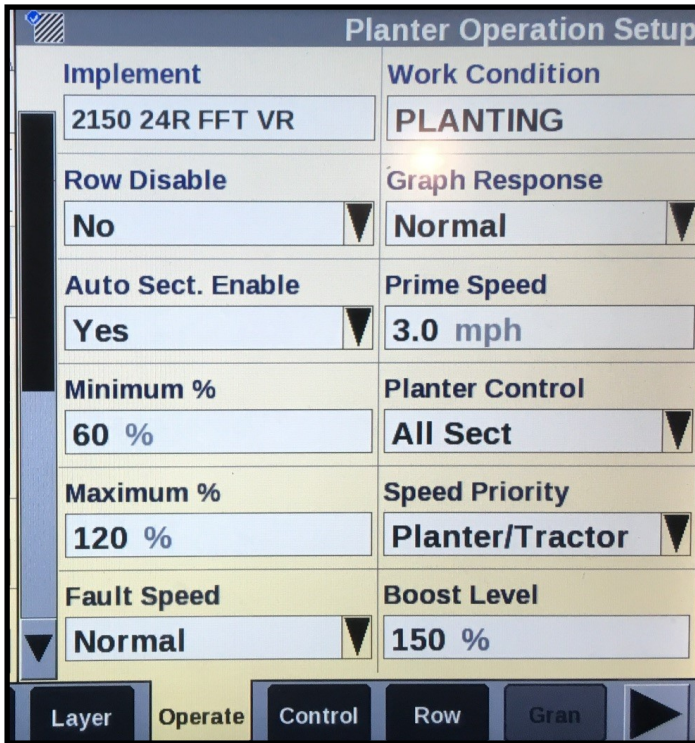 Planter Operation Setup
Implement
Work Condition
2150 24R FFT VR
PLANTING
Row Disable
Graph Response
No
Normal
Auto Sect. Enable
Prime Speed
Yes
3.0 mph
Minimum %
Planter Control
60 %
All Sect
Maximum %
Speed Priority
120 %
Planter/Tractor
Fault Speed
Boost Level
Normal
150 %
Layer
Operate
Control
Row
Gran